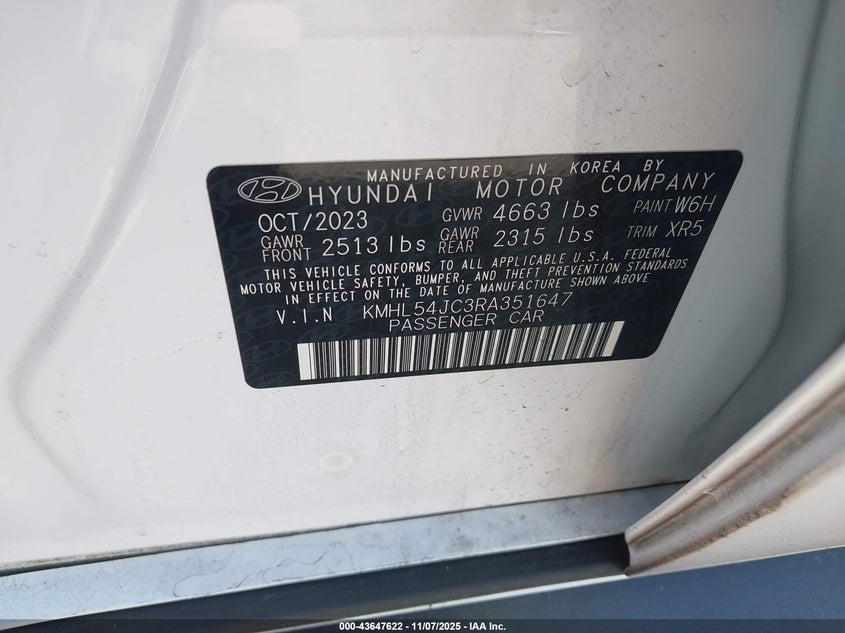 MANUFACTURED IN KOREA BY
HYUNDAI MOTOR COMPANY
OCT/2023 GVWR 4663 lbs PAINT W6H
GAWR FRONT 2513 lbs GAWR REAR 2315 lbs TRIM XR5
THIS VEHICLE CONFORMS TO ALL APPLICABLE U.S.A. FEDERAL
MOTOR VEHICLE SAFETY, BUMPER, AND THEFT PREVENTION STANDARDS
IN EFFECT ON THE DATE OF MANUFACTURE SHOWN ABOVE
V.I.N KMHL54JC3RA351647
PASSENGER CAR
000-43647622 — 11/07/2025 — IAA Inc.